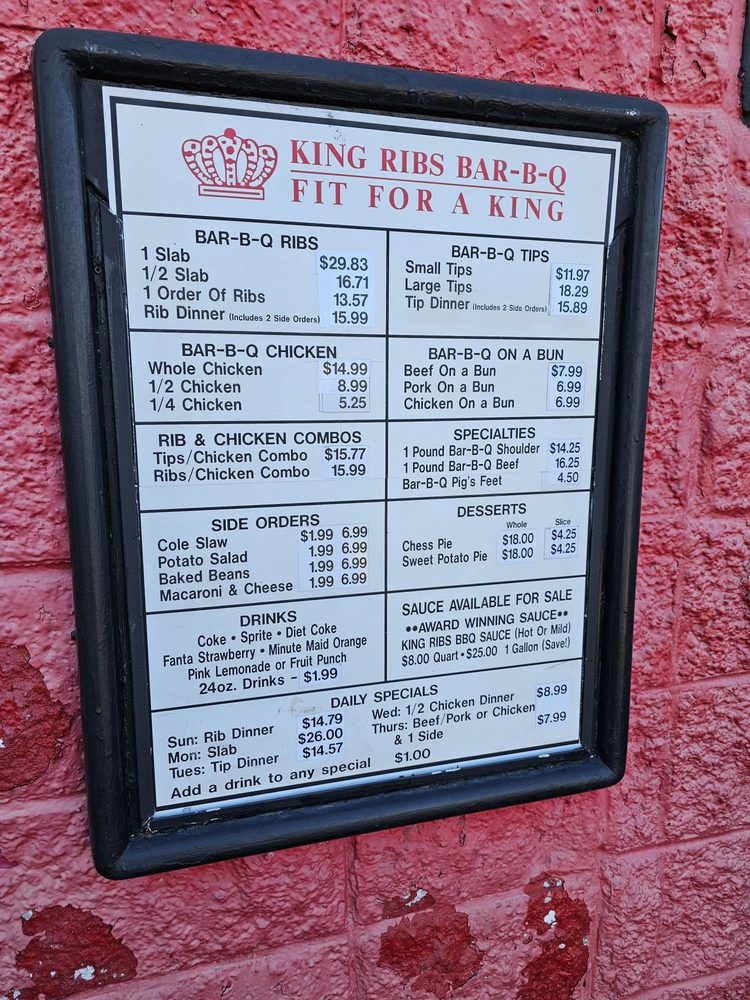 KING RIBS BAR-B-Q
FIT FOR A KING
BAR-B-Q RIBS
1 Slab $29.83
1/2 Slab 16.71
1 Order Of Ribs 13.57
Rib Dinner (Includes 2 Side Orders) 15.99
BAR-B-Q TIPS
Small Tips $11.97
Large Tips 18.29
Tip Dinner (Includes 2 Side Orders) 15.89
BAR-B-Q CHICKEN
Whole Chicken $14.99
1/2 Chicken 8.99
1/4 Chicken 5.25
BAR-B-Q ON A BUN
Beef On a Bun $7.99
Pork On a Bun 6.99
Chicken On a Bun 6.99
RIB & CHICKEN COMBOS
Tips/Chicken Combo $15.77
Ribs/Chicken Combo 15.99
SPECIALTIES
1 Pound Bar-B-Q Shoulder $14.25
1 Pound Bar-B-Q Beef 16.25
Bar-B-Q Pig's Feet 4.50
SIDE ORDERS
Cole Slaw $1.99 6.99
Potato Salad 1.99 6.99
Baked Beans 1.99 6.99
Macaroni & Cheese 1.99 6.99
DESSERTS
Whole Slice
Chess Pie $18.00 $4.25
Sweet Potato Pie $18.00 $4.25
DRINKS
Coke • Sprite • Diet Coke
Fanta Strawberry • Minute Maid Orange
Pink Lemonade or Fruit Punch
24oz. Drinks - $1.99
SAUCE AVAILABLE FOR SALE
••AWARD WINNING SAUCE••
KING RIBS BBQ SAUCE (Hot Or Mild)
$8.00 Quart • $25.00 1 Gallon (Save!)
DAILY SPECIALS
Sun: Rib Dinner $14.79
Mon: Slab $26.00
Tues: Tip Dinner $14.57
Wed: 1/2 Chicken Dinner $8.99
Thurs: Beef/Pork or Chicken $7.99
& 1 Side
Add a drink to any special $1.00